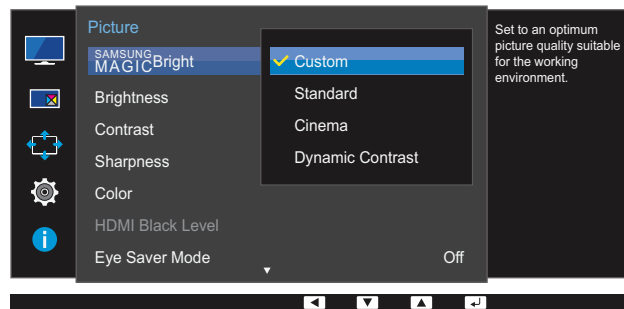 Picture
SAMSUNG
MAGICBright
Custom
Brightness
Standard
Contrast
Cinema
Sharpness
Dynamic Contrast
Color
HDMI Black Level
Eye Saver Mode Off
Set to an optimum
picture quality suitable
for the working
environment.